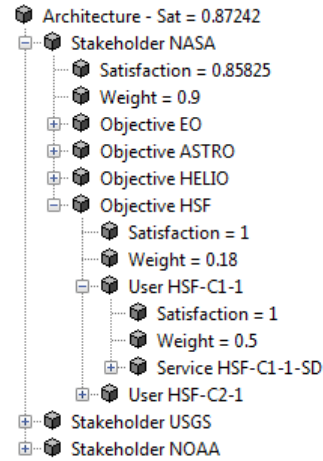 Architecture - Sat = 0.87242
Stakeholder NASA
Satisfaction = 0.85825
Weight = 0.9
Objective EO
Objective ASTRO
Objective HELIO
Objective HSF
Satisfaction = 1
Weight = 0.18
User HSF-C1-1
Satisfaction = 1
Weight = 0.5
Service HSF-C1-1-SD
User HSF-C2-1
Stakeholder USGS
Stakeholder NOAA